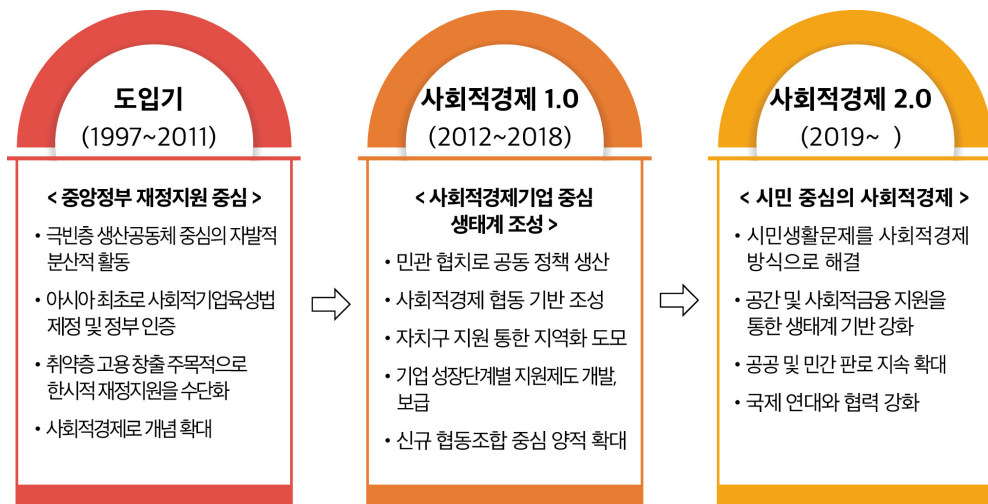 도입기
(1997~2011)
< 중앙정부 재정지원 중심 >
• 극빈층 생산공동체 중심의 자발적
분산적 활동
• 아시아 최초로 사회적기업육성법
제정 및 정부 인증
• 취약층 고용 창출 주목적으로
한시적 재정지원을 수단화
• 사회적경제로 개념 확대
사회적경제 1.0
(2012~2018)
< 사회적경제기업 중심
생태계 조성 >
• 민관 협치로 공동 정책 생산
• 사회적경제 협동 기반 조성
• 자치구 지원 통한 지역화 도모
• 기업 성장단계별 지원제도 개발,
보급
• 신규 협동조합 중심 양적 확대
사회적경제 2.0
(2019~ )
< 시민 중심의 사회적경제 >
• 시민생활문제를 사회적경제
방식으로 해결
• 공간 및 사회적금융 지원을
통한 생태계 기반 강화
• 공공 및 민간 판로 지속 확대
• 국제 연대와 협력 강화